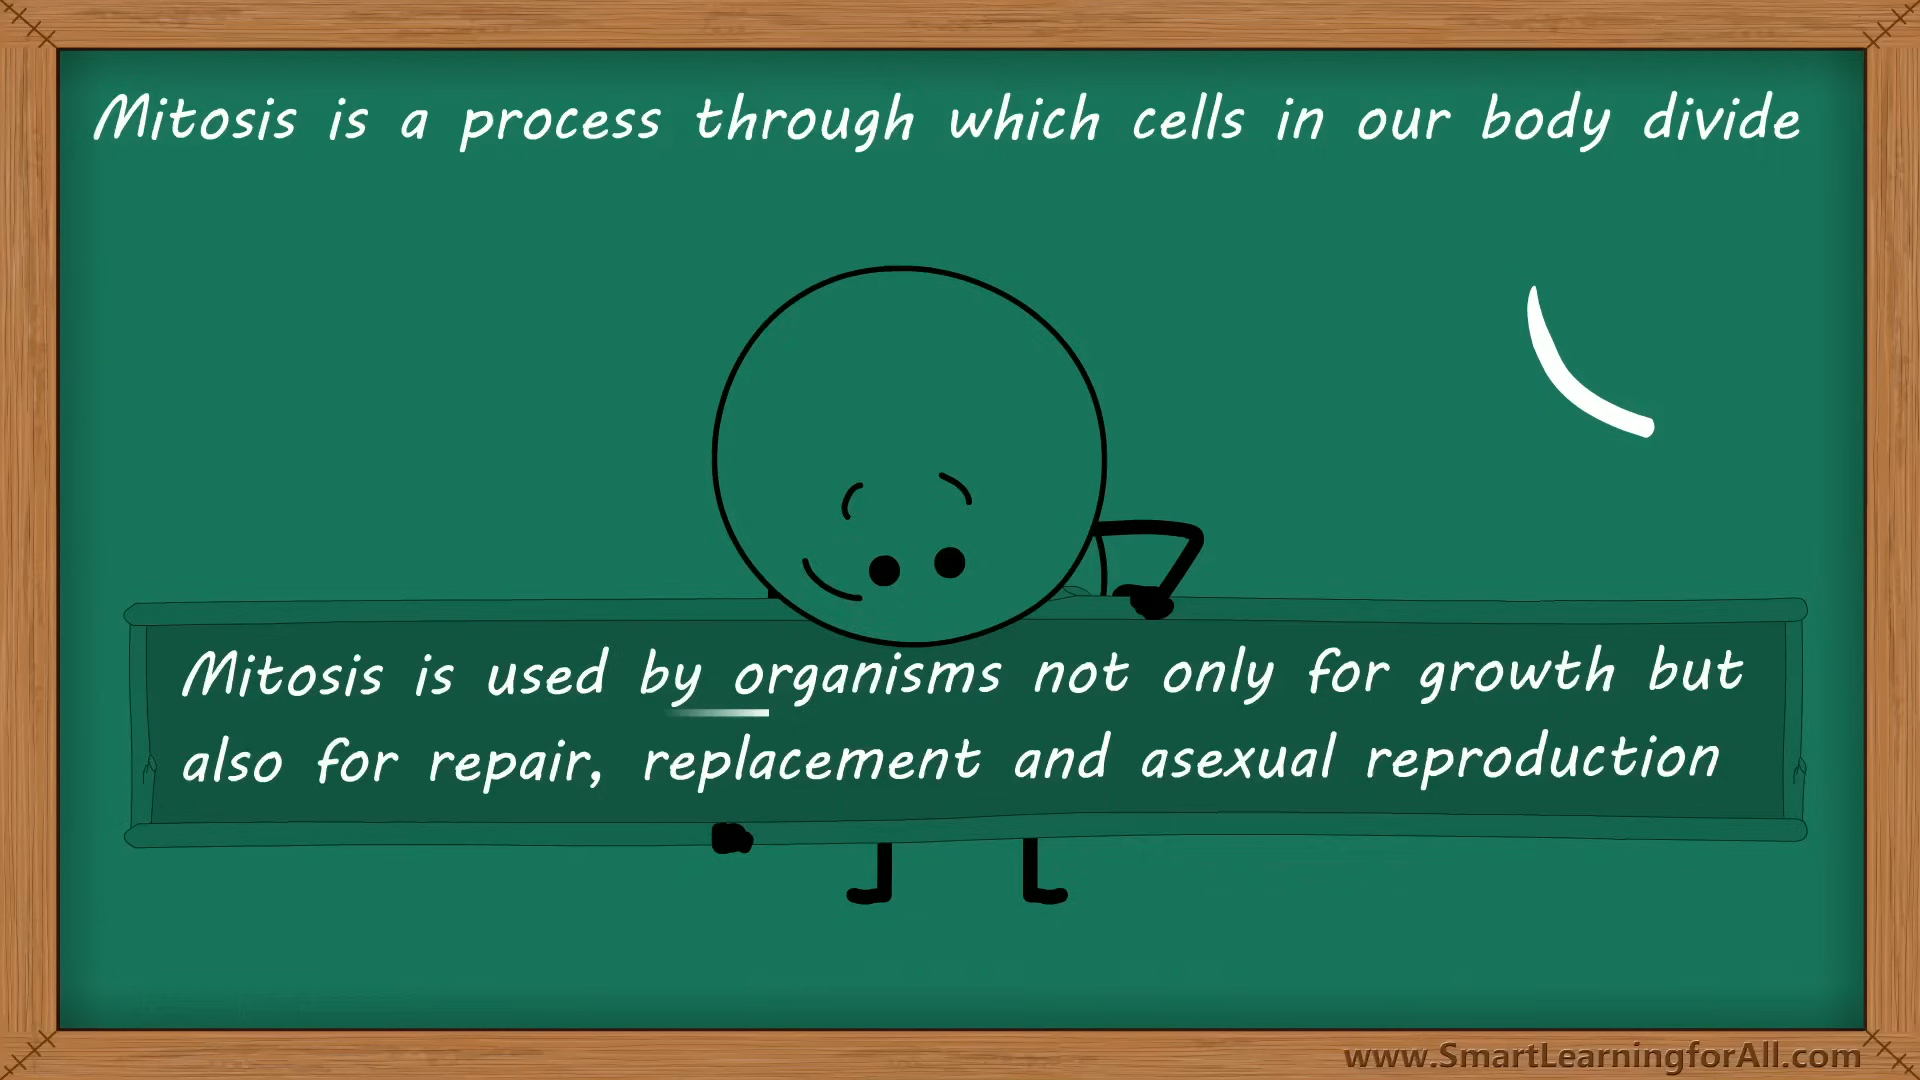 Mitosis is a process through which cells in our body divide
Mitosis is used by organisms not only for growth but
also for repair, replacement and asexual reproduction
www.SmartLearningforAll.com